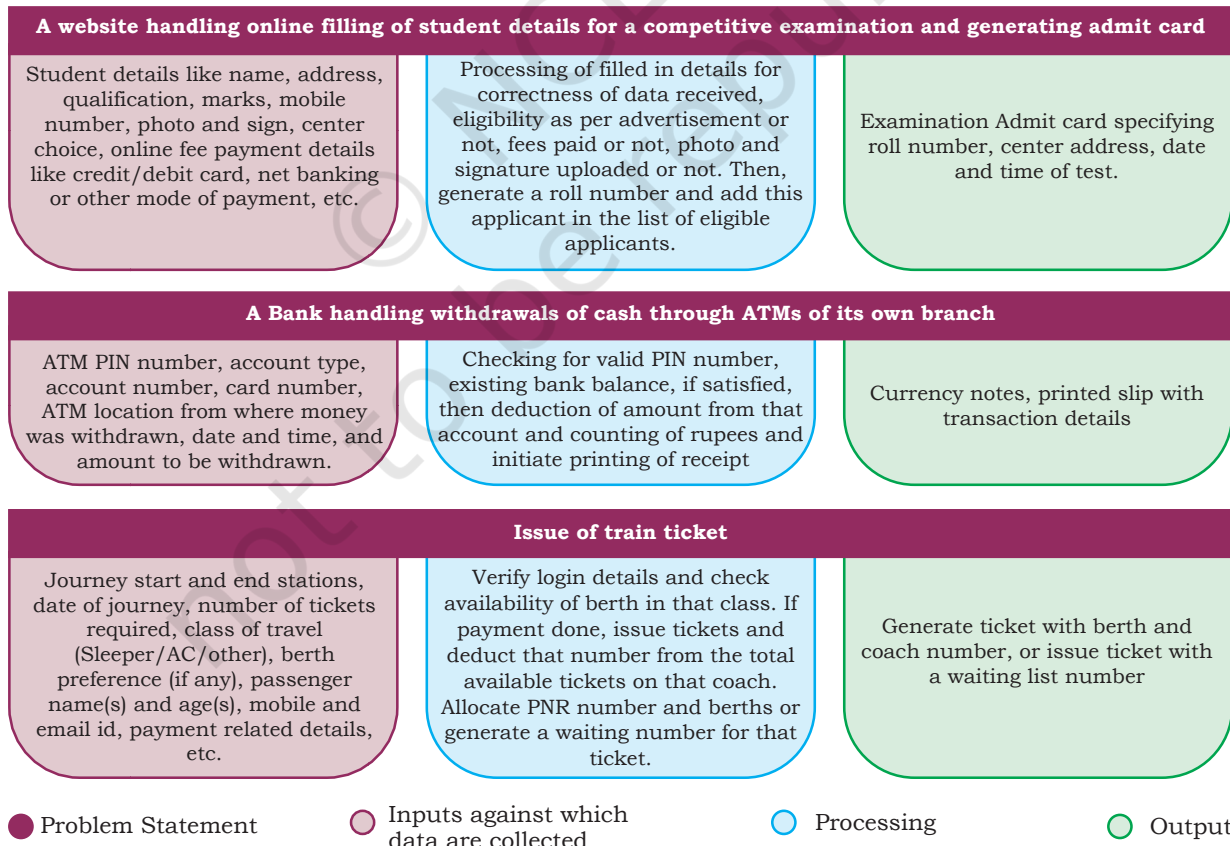 A website handling online filling of student details for a competitive examination and generating admit card
Student details like name, address,
qualification, marks, mobile
number, photo and sign, center
choice, online fee payment details
like credit/debit card, net banking
or other mode of payment, etc.
Processing of filled in details for
correctness of data received,
eligibility as per advertisement or
not, fees paid or not, photo and
signature uploaded or not. Then,
generate a roll number and add this
applicant in the list of eligible
applicants.
Examination Admit card specifying
roll number, center address, date
and time of test.
A Bank handling withdrawals of cash through ATMs of its own branch
ATM PIN number, account type,
account number, card number,
ATM location from where money
was withdrawn, date and time, and
amount to be withdrawn.
Checking for valid PIN number,
existing bank balance, if satisfied,
then deduction of amount from that
account and counting of rupees and
initiate printing of receipt
Currency notes, printed slip with
transaction details
Issue of train ticket
Journey start and end stations,
date of journey, number of tickets
required, class of travel
(Sleeper/AC/other), berth
preference (if any), passenger
name(s) and age(s), mobile and
email id, payment related details,
etc.
Verify login details and check
availability of berth in that class. If
payment done, issue tickets and
deduct that number from the total
available tickets on that coach.
Allocate PNR number and berths or
generate a waiting number for that
ticket.
Generate ticket with berth and
coach number, or issue ticket with
a waiting list number
Problem Statement
Inputs against which
data are collected
Processing
Output
© NCE
not to be repu